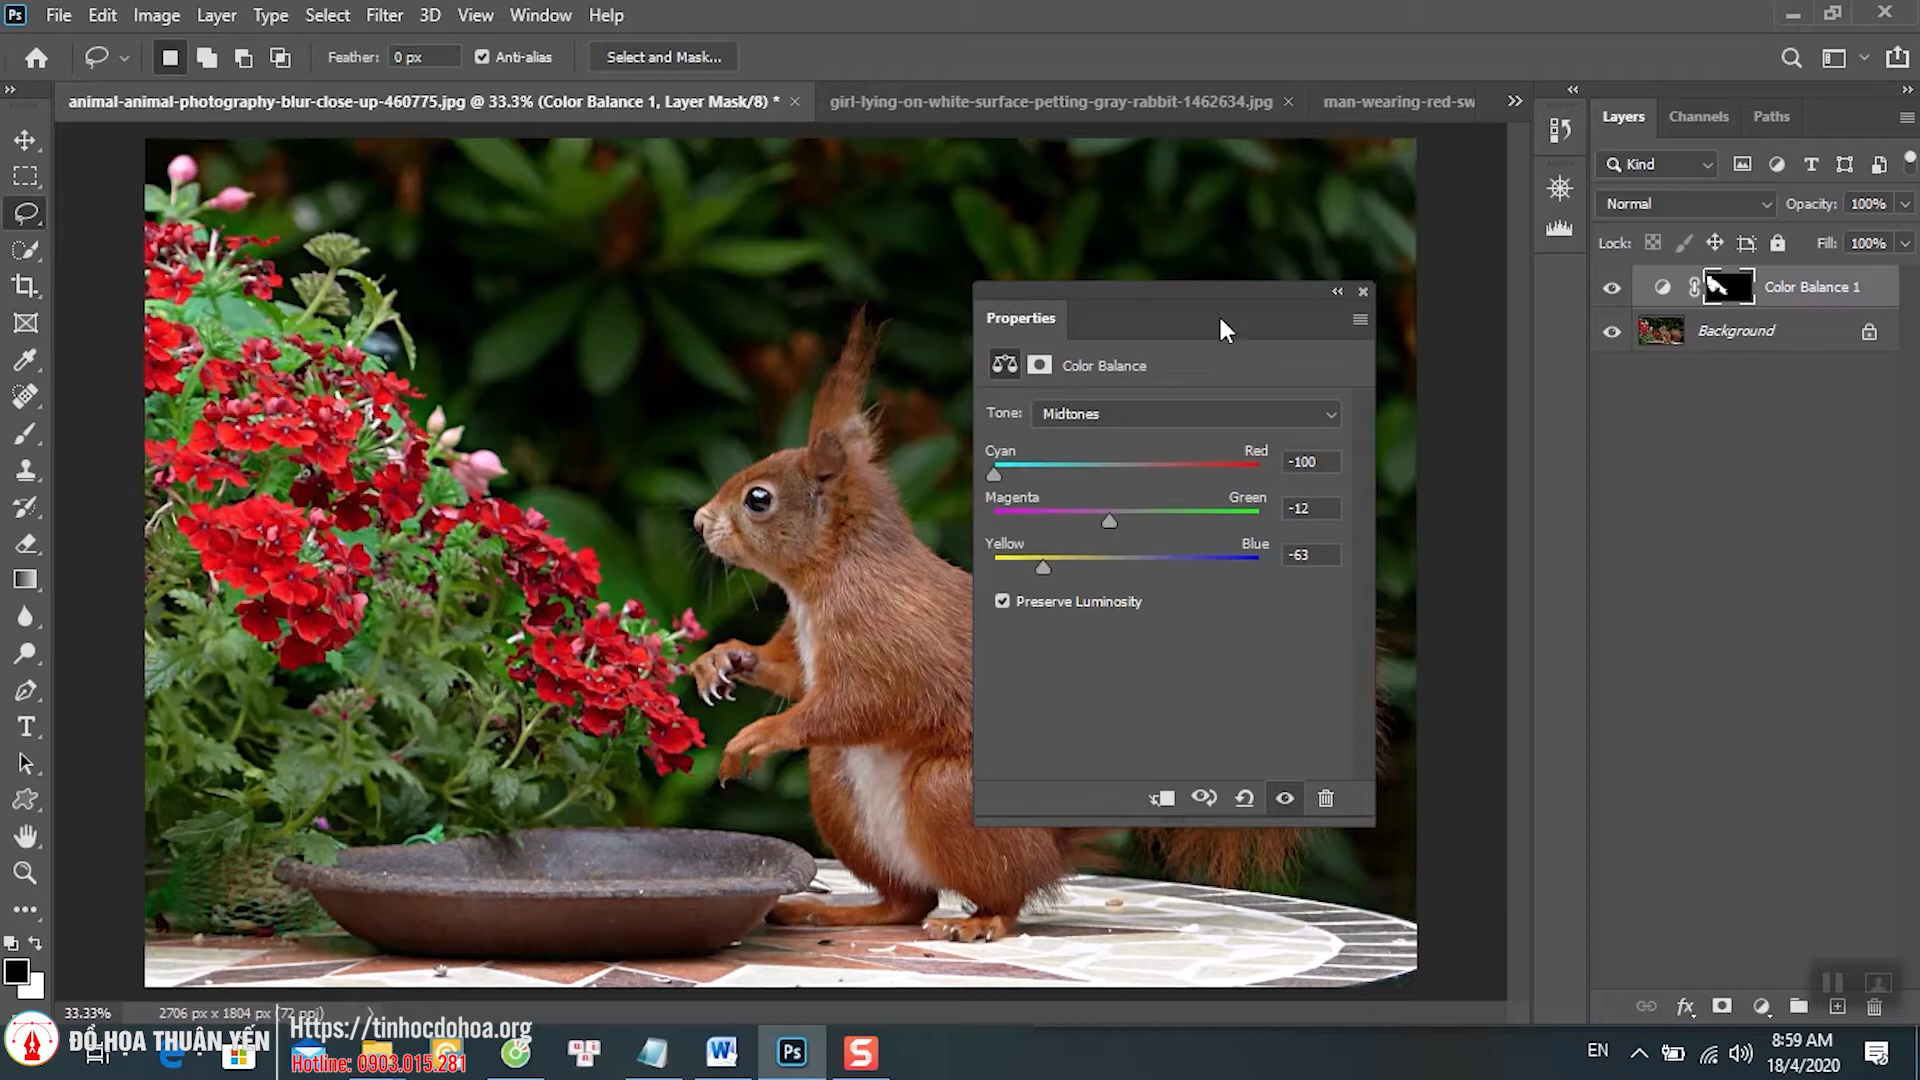 Ps File Edit Image Layer Type Select Filter 3D View Window Help
Feather: 0 px Anti-alias Select and Mask...
animal-animal-photography-blur-close-up-460775.jpg @ 33.3% (Color Balance 1, Layer Mask/8) *
girl-lying-on-white-surface-petting-gray-rabbit-1462634.jpg
man-wearing-red-sw
Layers Channels Paths
Kind
Normal Opacity: 100%
Lock: Fill: 100%
Color Balance 1
Background
Properties
Color Balance
Tone: Midtones
Cyan Red -100
Magenta Green -12
Yellow Blue -63
Preserve Luminosity
fx
33.33% 2706 px x 1804 px (72 ppi)
ĐỒ HỌA THUÂN YẾN
Https://tinhocdohoa.org
Hotline: 0903.015.281
W Ps S
EN
8:59 AM
18/4/2020